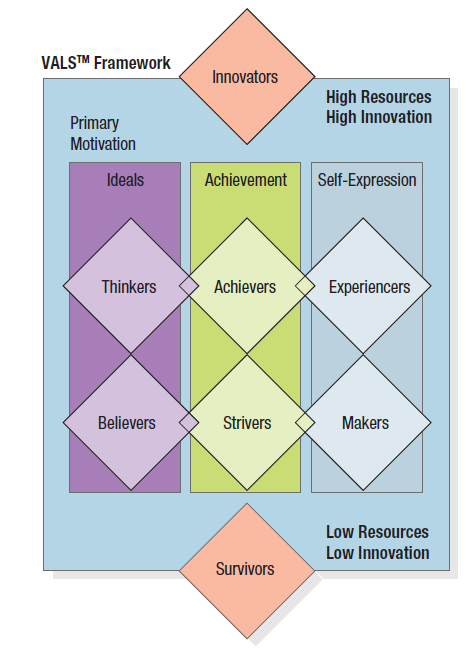 VALS™ Framework
Innovators
High Resources
High Innovation
Primary
Motivation
Ideals
Achievement
Self-Expression
Thinkers
Achievers
Experiencers
Believers
Strivers
Makers
Low Resources
Low Innovation
Survivors